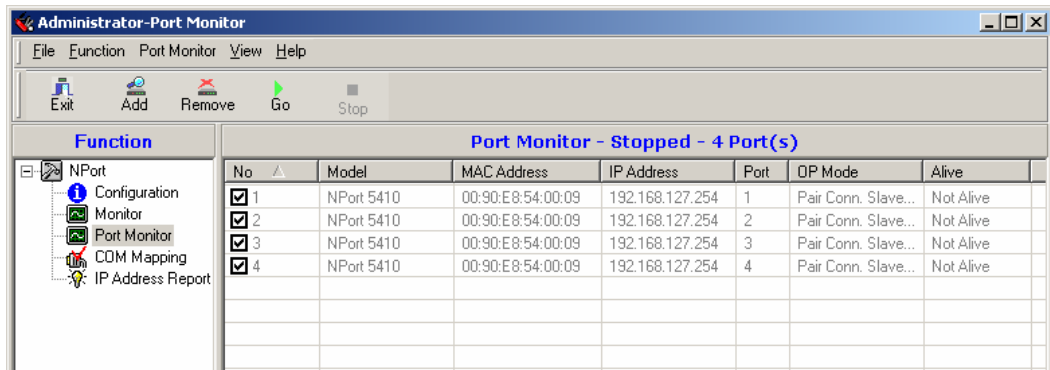 Administrator-Port Monitor
File Function Port Monitor View Help
Exit Add Remove Go Stop
Function
Port Monitor - Stopped - 4 Port(s)
NPort
Configuration
Monitor
Port Monitor
COM Mapping
IP Address Report
No Model MAC Address IP Address Port OP Mode Alive
1 NPort 5410 00:90:E8:54:00:09 192.168.127.254 1 Pair Conn. Slave... Not Alive
2 NPort 5410 00:90:E8:54:00:09 192.168.127.254 2 Pair Conn. Slave... Not Alive
3 NPort 5410 00:90:E8:54:00:09 192.168.127.254 3 Pair Conn. Slave... Not Alive
4 NPort 5410 00:90:E8:54:00:09 192.168.127.254 4 Pair Conn. Slave... Not Alive